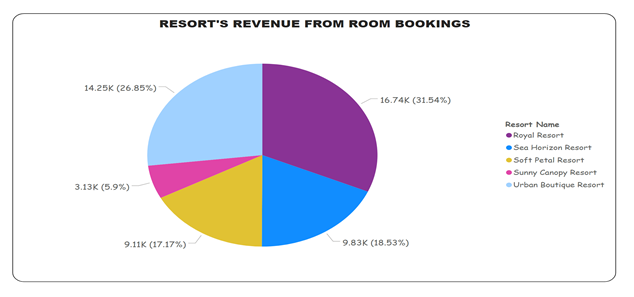 RESORT'S REVENUE FROM ROOM BOOKINGS
14.25K (26.85%)
16.74K (31.54%)
Resort Name
Royal Resort
Sea Horizon Resort
Soft Petal Resort
Sunny Canopy Resort
Urban Boutique Resort
3.13K (5.9%)
9.11K (17.17%)
9.83K (18.53%)